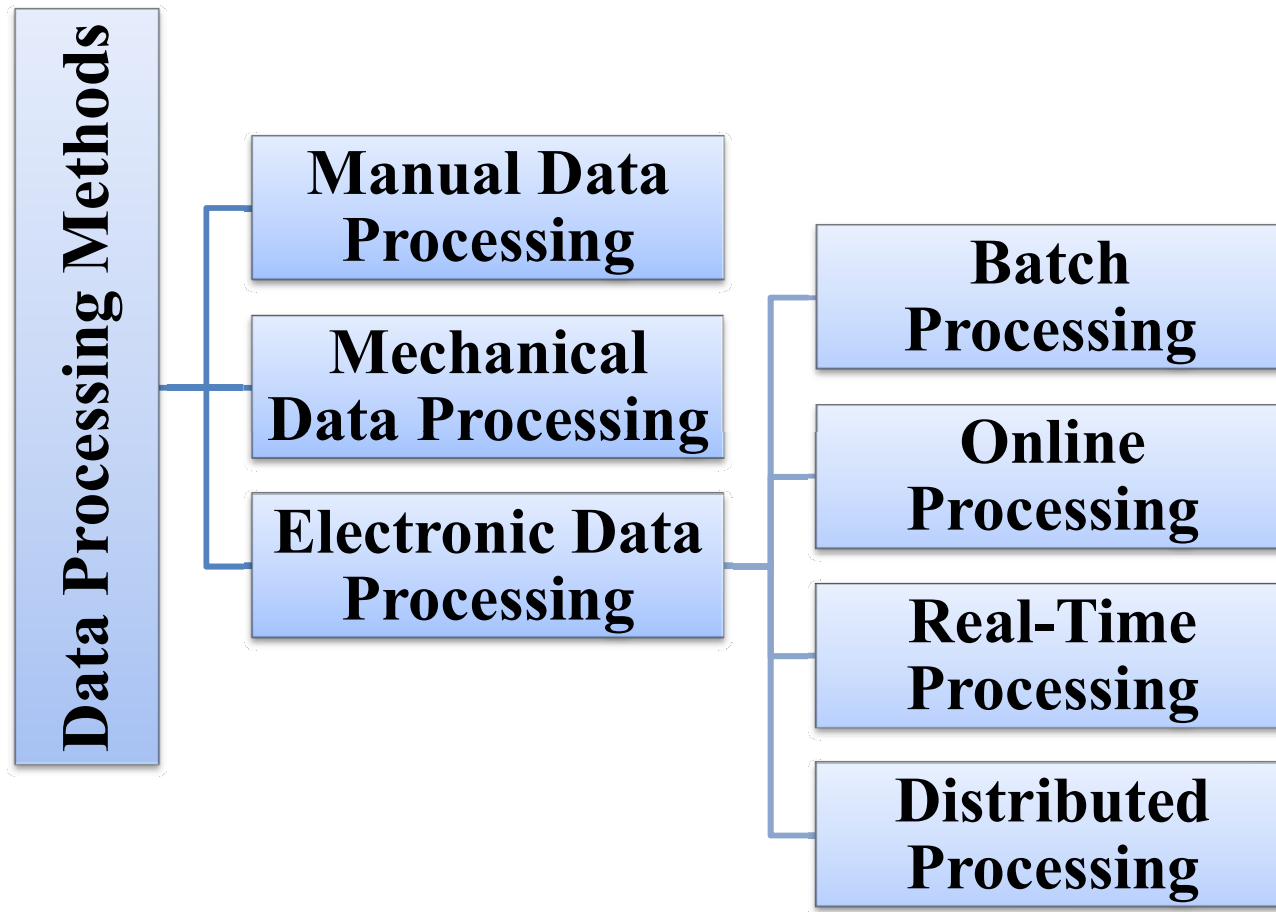 Data Processing Methods
Manual Data
Processing
Mechanical
Data Processing
Electronic Data
Processing
Batch
Processing
Online
Processing
Real-Time
Processing
Distributed
Processing